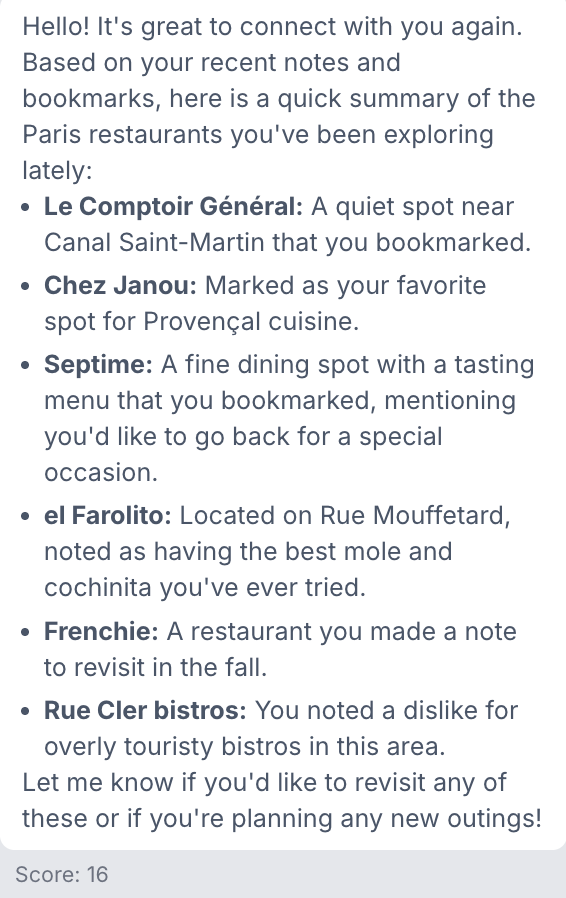 Hello! It's great to connect with you again.
Based on your recent notes and
bookmarks, here is a quick summary of the
Paris restaurants you've been exploring
lately:
• Le Comptoir Général: A quiet spot near
Canal Saint-Martin that you bookmarked.
• Chez Janou: Marked as your favorite
spot for Provençal cuisine.
• Septime: A fine dining spot with a tasting
menu that you bookmarked, mentioning
you'd like to go back for a special
occasion.
• el Farolito: Located on Rue Mouffetard,
noted as having the best mole and
cochinita you've ever tried.
• Frenchie: A restaurant you made a note
to revisit in the fall.
• Rue Cler bistros: You noted a dislike for
overly touristy bistros in this area.
Let me know if you'd like to revisit any of
these or if you're planning any new outings!
Score: 16